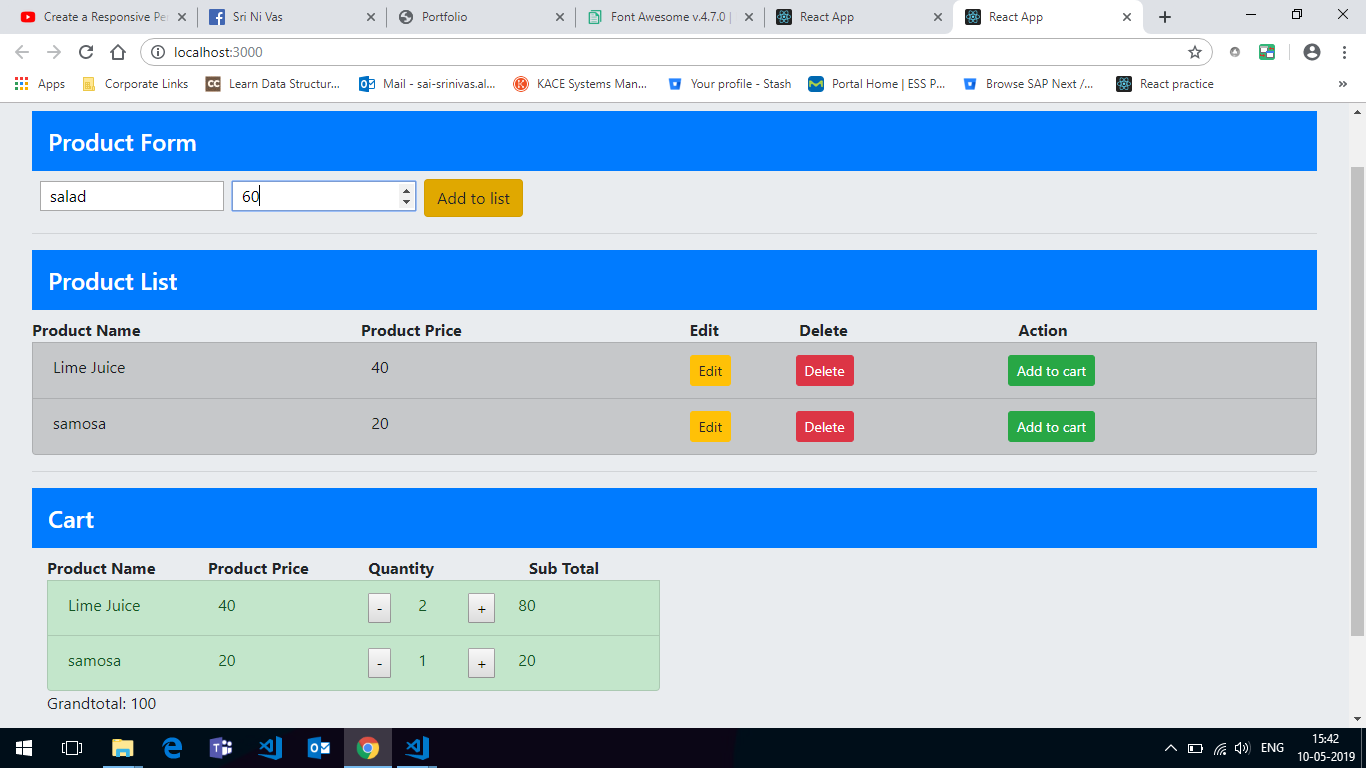 Create a Responsive Per
Sri Ni Vas
Portfolio
Font Awesome v.4.7.0 |
React App
React App
localhost:3000
Apps
Corporate Links
CC
Learn Data Structur...
Mail - sai-srinivas.al...
KACE Systems Man...
Your profile - Stash
Portal Home | ESS P...
Browse SAP Next /...
React practice
»
Product Form
salad 60 Add to list
Product List
Product Name Product Price Edit Delete Action
Lime Juice 40 Edit Delete Add to cart
samosa 20 Edit Delete Add to cart
Cart
Product Name Product Price Quantity Sub Total
Lime Juice 40 - 2 + 80
samosa 20 - 1 + 20
Grandtotal: 100
ENG
15:42
10-05-2019